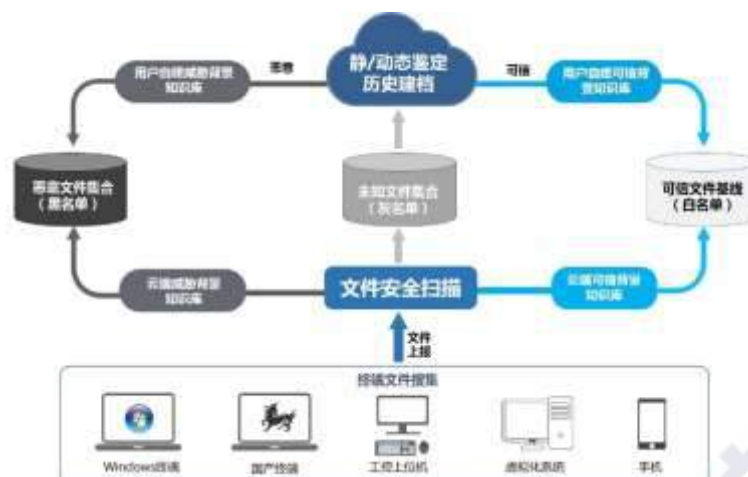 静/动态鉴定
历史建档
恶意
可信
用户自建威胁背景
知识库
用户自建可信背
景知识库
恶意文件集合
（黑名单）
未知文件集合
（灰名单）
可信文件基线
（白名单）
云端威胁背景
知识库
文件安全扫描
云端可信背景
知识库
文件
上报
终端文件搜集
Windows终端
国产终端
工控上位机
虚拟化系统
手机